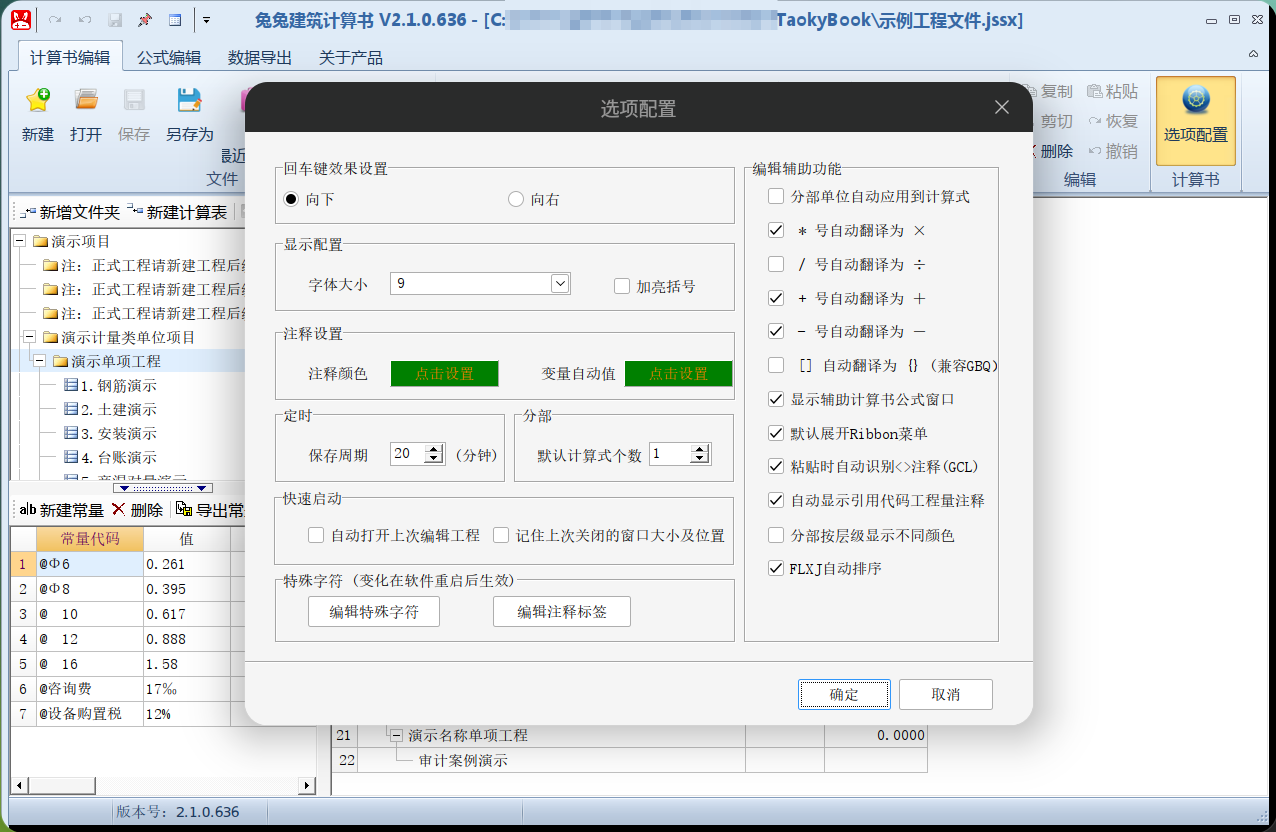 兔兔建筑计算书 V2.1.0.636 - [C: TaokyBook\示例工程文件.jssx]
计算书编辑 公式编辑 数据导出 关于产品
新建 打开 保存 另存为
最近
文件
复制 粘贴
剪切 恢复
删除 撤销
编辑
选项配置
计算书
新增文件夹 新建计算表
演示项目
注: 正式工程请新建工程后
注: 正式工程请新建工程后
注: 正式工程请新建工程后
演示计量类单位项目
演示单项工程
1. 钢筋演示
2. 土建演示
3. 安装演示
4. 台账演示
ab 新建常量 删除 导出常
常量代码 值
1 @Φ6 0.261
2 @Φ8 0.395
3 @ 10 0.617
4 @ 12 0.888
5 @ 16 1.58
6 @咨询费 17‰
7 @设备购置税 12%
选项配置
回车键效果设置
向下 向右
显示配置
字体大小 9 加亮括号
注释设置
注释颜色 点击设置 变量自动值 点击设置
定时
保存周期 20 (分钟)
分部
默认计算式个数 1
快速启动
自动打开上次编辑工程 记住上次关闭的窗口大小及位置
特殊字符 (变化在软件重启后生效)
编辑特殊字符 编辑注释标签
编辑辅助功能
分部单位自动应用到计算式
* 号自动翻译为 ×
/ 号自动翻译为 ÷
+ 号自动翻译为 ＋
- 号自动翻译为 －
[] 自动翻译为 {} (兼容GBQ)
显示辅助计算书公式窗口
默认展开Ribbon菜单
粘贴时自动识别<>注释(GCL)
自动显示引用代码工程量注释
分部按层级显示不同颜色
FLXJ自动排序
确定 取消
21 演示名称单项工程 0.0000
22 审计案例演示
版本号: 2.1.0.636